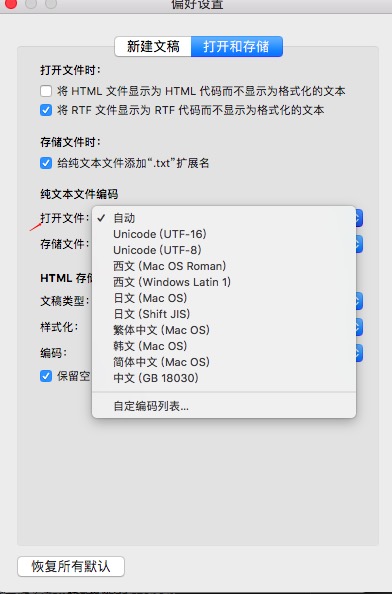 偏好设置
新建文稿 打开和存储
打开文件时：
将 HTML 文件显示为 HTML 代码而不显示为格式化的文本
将 RTF 文件显示为 RTF 代码而不显示为格式化的文本
存储文件时：
给纯文本文件添加“.txt”扩展名
纯文本文件编码
打开文件：
自动
Unicode (UTF-16)
Unicode (UTF-8)
西文 (Mac OS Roman)
西文 (Windows Latin 1)
日文 (Mac OS)
日文 (Shift JIS)
繁体中文 (Mac OS)
韩文 (Mac OS)
简体中文 (Mac OS)
中文 (GB 18030)
自定编码列表...
存储文件：
HTML 存
文稿类型：
样式化：
编码：
保留空
恢复所有默认